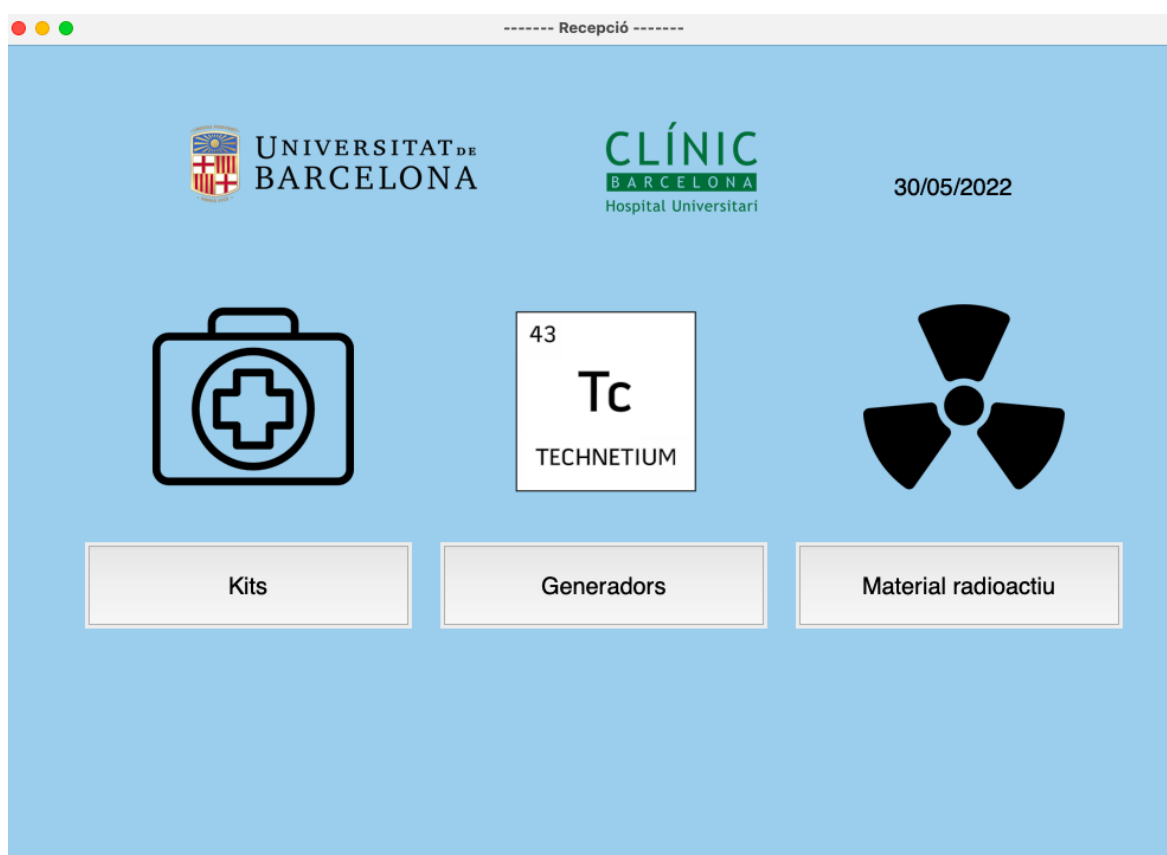 ------- Recepció -------
UNIVERSITAT DE
BARCELONA
CLÍNIC
BARCELONA
Hospital Universitari
30/05/2022
43
Tc
TECHNETIUM
Kits
Generadors
Material radioactiu